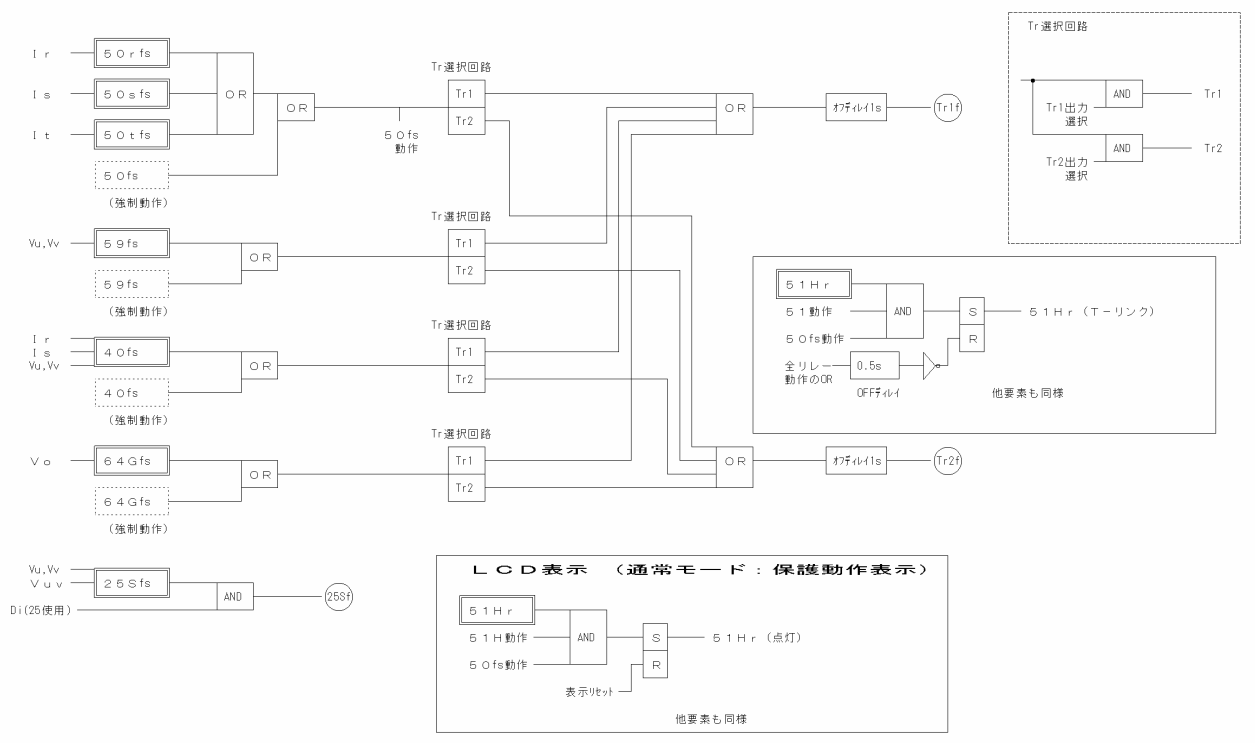 Ｉｒ
５０ｒｆｓ
Ｉｓ
５０ｓｆｓ
Ｉｔ
５０ｔｆｓ
ＯＲ
５０fs
(強制動作)
ＯＲ
５０fs
動作
Tr選択回路
Tr1
Tr2
ＯＲ
ｵﾌﾃﾞｨﾚｲ1s
Tr1f
Tr選択回路
AND
Tr1
Tr1出力
選択
AND
Tr2
Tr2出力
選択
Vu,Vv
５９fs
５９fs
(強制動作)
ＯＲ
Tr選択回路
Tr1
Tr2
５１Ｈｒ
５１動作
５０fs動作
AND
Ｓ
Ｒ
５１Ｈｒ（Ｔ－リンク）
全リレー
動作のOR
0.5s
OFFﾃﾞｨﾚｲ
他要素も同様
Ｉｒ
Ｉｓ
Vu,Vv
４０fs
４０fs
(強制動作)
ＯＲ
Tr選択回路
Tr1
Tr2
Ｖｏ
６４Ｇfs
６４Ｇfs
(強制動作)
ＯＲ
Tr選択回路
Tr1
Tr2
ＯＲ
ｵﾌﾃﾞｨﾚｲ1s
Tr2f
Vu,Vv
Ｖｕｖ
２５Ｓfs
Di(25使用)
AND
25Sf
ＬＣＤ表示　（通常モード：保護動作表示）
５１Ｈｒ
５１Ｈ動作
５０fs動作
AND
Ｓ
Ｒ
５１Ｈｒ（点灯）
表示ﾘｾｯﾄ
他要素も同様